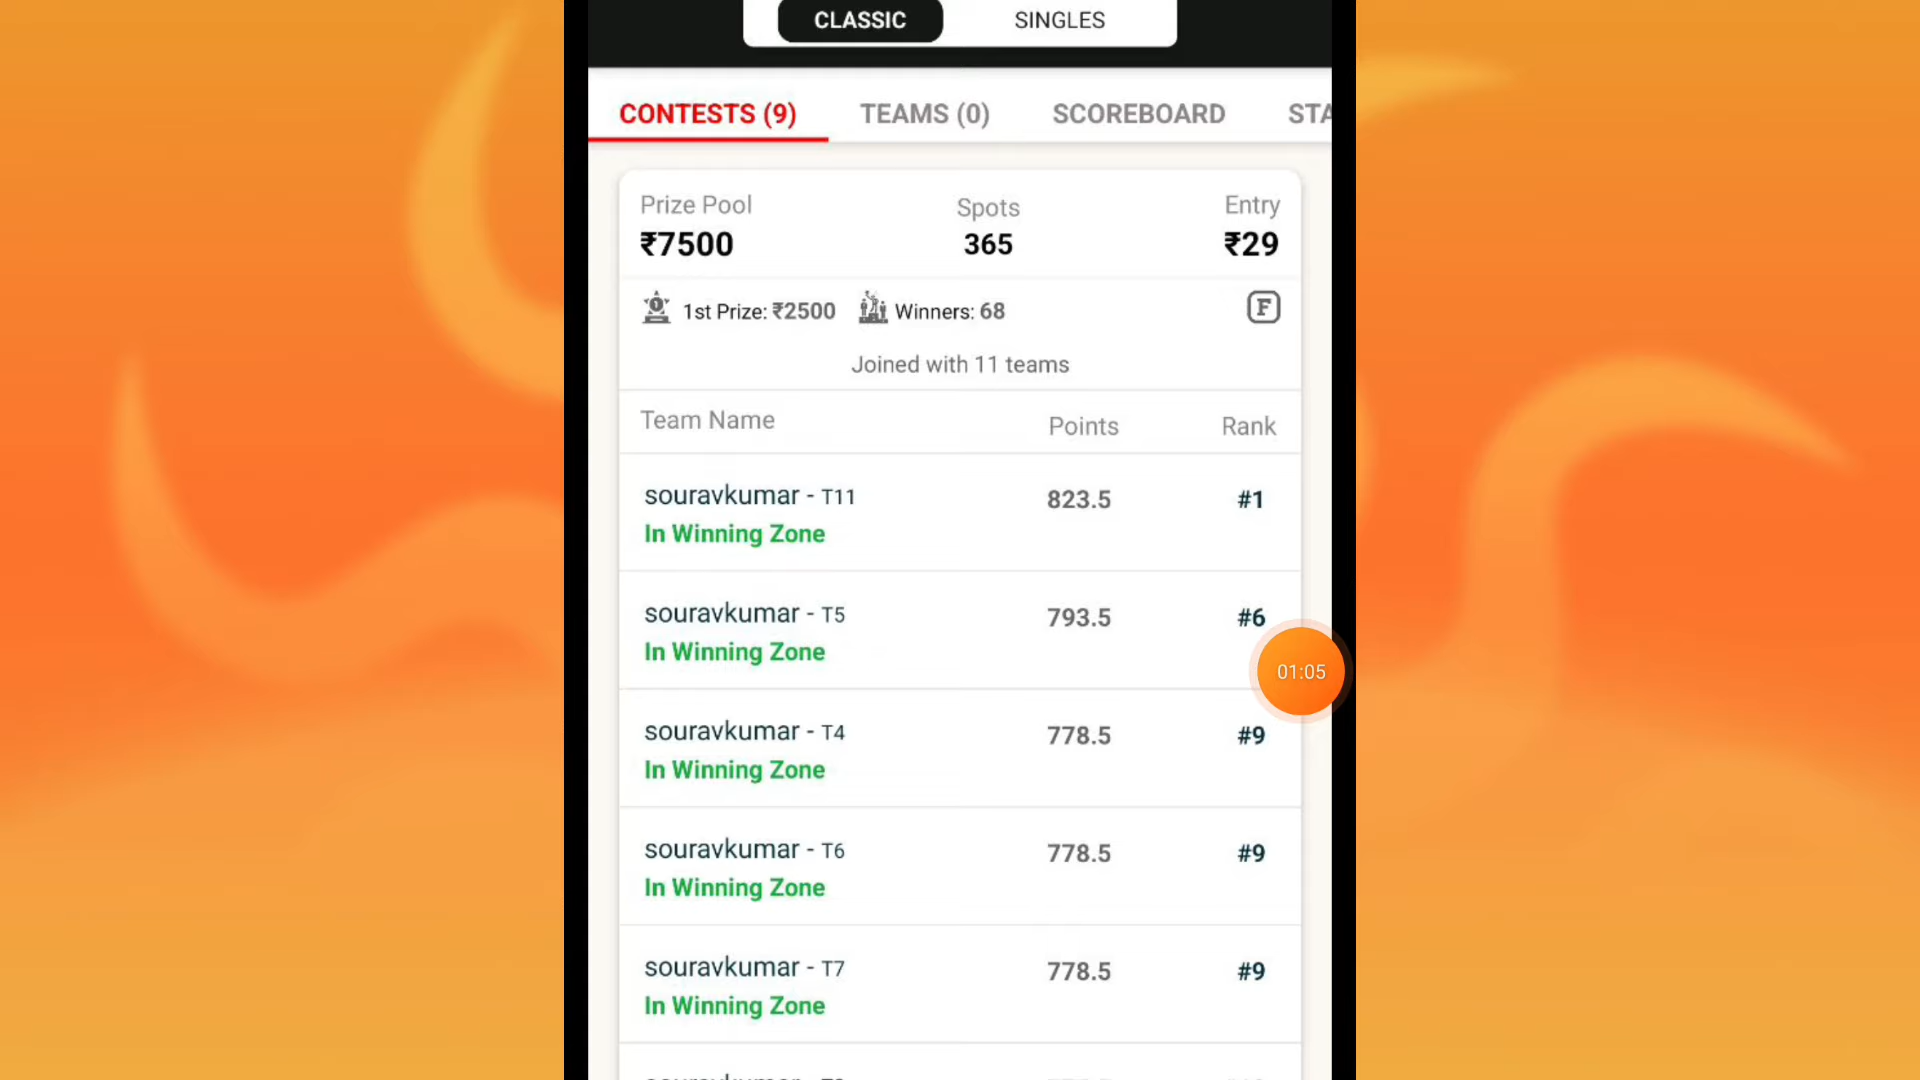 CLASSIC SINGLES
CONTESTS (9) TEAMS (0) SCOREBOARD STA
Prize Pool Spots Entry
₹7500 365 ₹29
1st Prize: ₹2500 Winners: 68 F
Joined with 11 teams
Team Name Points Rank
souravkumar - T11 823.5 #1
In Winning Zone
souravkumar - T5 793.5 #6
In Winning Zone
01:05
souravkumar - T4 778.5 #9
In Winning Zone
souravkumar - T6 778.5 #9
In Winning Zone
souravkumar - T7 778.5 #9
In Winning Zone